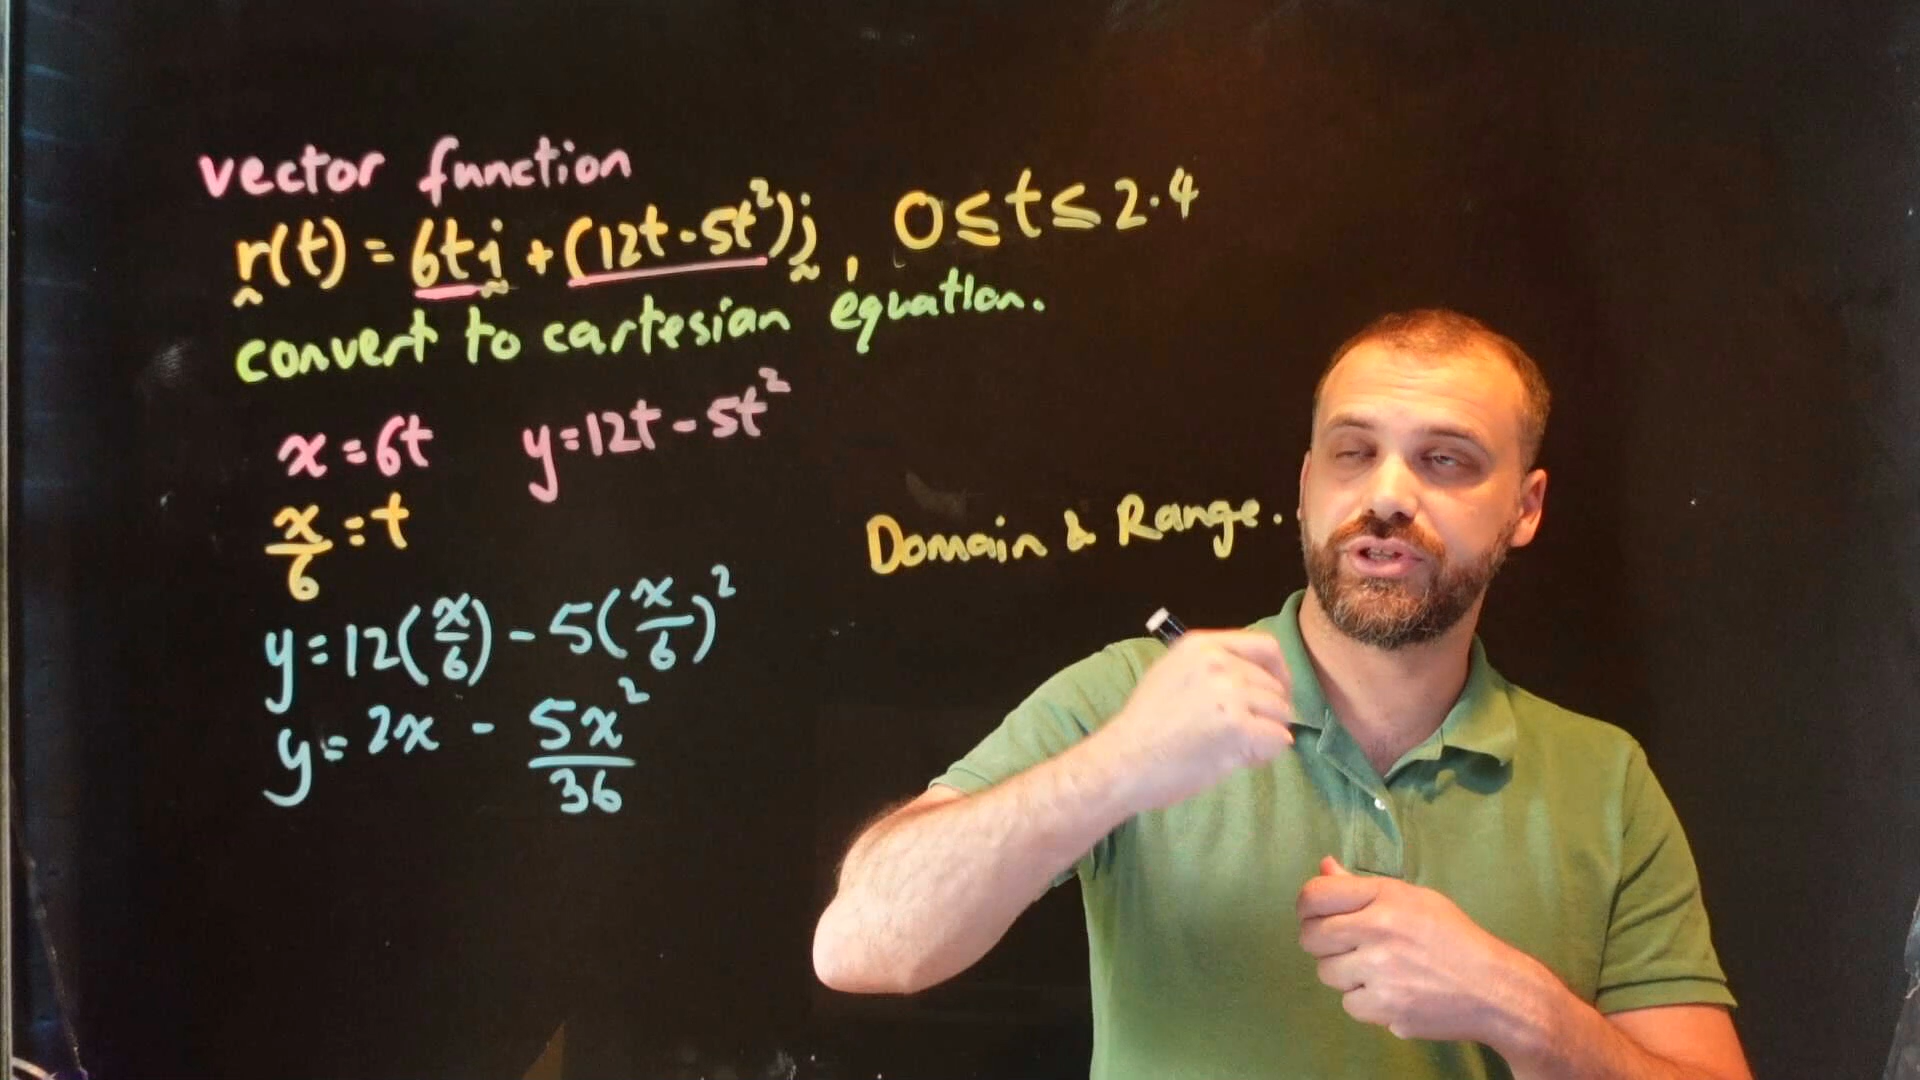 vector function
r(t) = 6ti + (12t - 5t²)j , 0 ≤ t ≤ 2.4
convert to cartesian equation.
x = 6t y = 12t - 5t²
x/6 = t
Domain & Range.
y = 12(x/6) - 5(x/6)²
y = 2x - 5x²/36